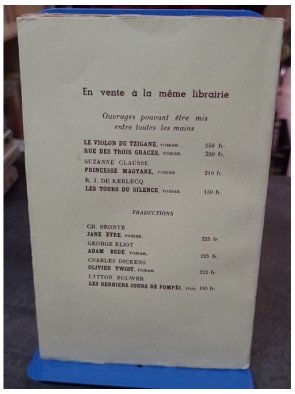 En vente à la même librairie
Ouvrages pouvant être mis
entre toutes les mains
LE VIOLON DU TZIGANE, roman. 250 fr.
RUE DES TROIS GRACES, roman. 250 fr.
SUZANNE CLAUSSE
PRINCESSE MAGYARE, roman. 210 fr.
R. J. DE KERLECQ
LES TOURS DU SILENCE, roman. 150 fr.
TRADUCTIONS
CH. BRONTE
JANE EYRE, roman. 225 fr.
GEORGE ELIOT
ADAM BEDE, roman. 225 fr.
CHARLES DICKENS
OLIVIER TWIST, roman. 225 fr.
LYTTON BULWER
LES DERNIERS JOURS DE POMPÉI, rom. 195 fr.